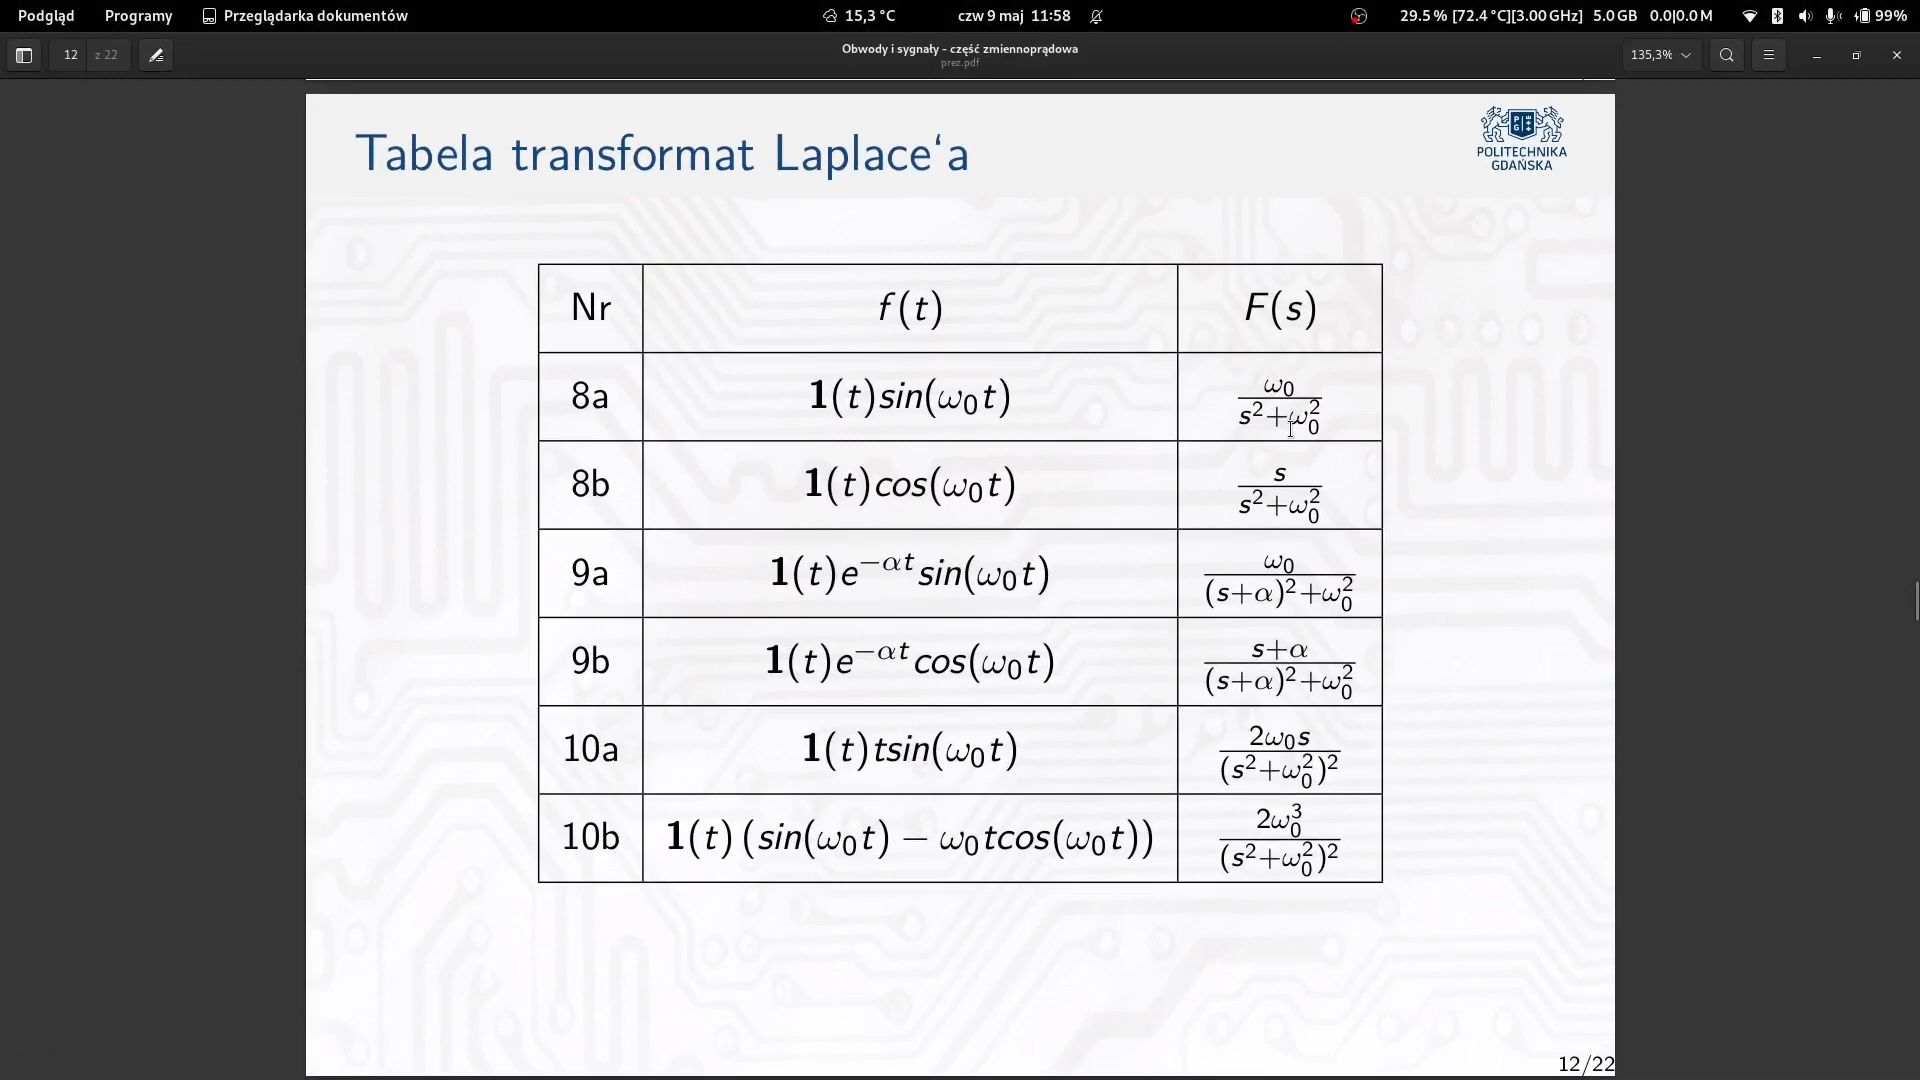 Podgląd Programy Przeglądarka dokumentów 15,3 °C czw 9 maj 11:58 29.5 % [72.4 °C][3.00 GHz] 5.0 GB 0.0|0.0 M 99%
12 z 22 Obwody i sygnały - część zmiennoprądowa 135,3%
prez.pdf
Tabela transformat Laplace‘a
POLITECHNIKA
GDAŃSKA
Nr f(t) F(s)
8a 1(t)sin(ω₀t) ω₀/(s²+ω₀²)
8b 1(t)cos(ω₀t) s/(s²+ω₀²)
9a 1(t)e^{−αt}sin(ω₀t) ω₀/((s+α)²+ω₀²)
9b 1(t)e^{−αt}cos(ω₀t) (s+α)/((s+α)²+ω₀²)
10a 1(t)tsin(ω₀t) 2ω₀s/(s²+ω₀²)²
10b 1(t)(sin(ω₀t) − ω₀tcos(ω₀t)) 2ω₀³/(s²+ω₀²)²
12/22